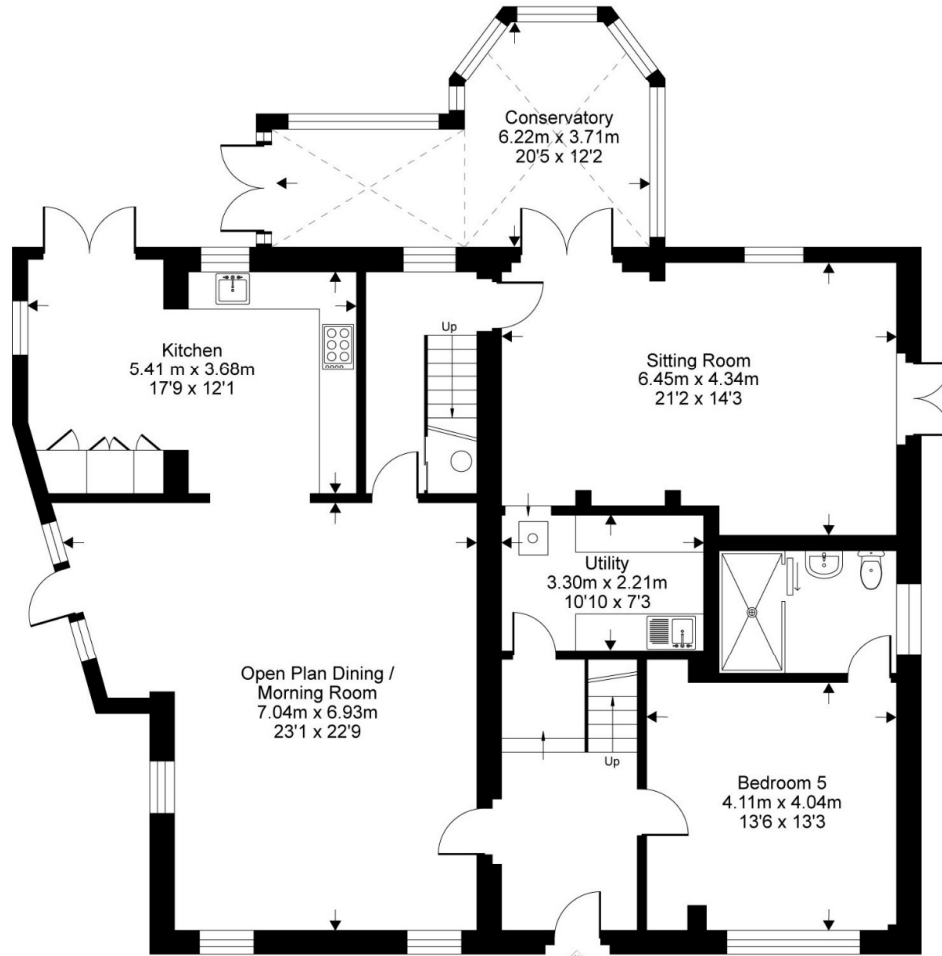 Conservatory
6.22m x 3.71m
20'5 x 12'2
Kitchen
5.41 m x 3.68m
17'9 x 12'1
Up
Sitting Room
6.45m x 4.34m
21'2 x 14'3
Utility
3.30m x 2.21m
10'10 x 7'3
Open Plan Dining /
Morning Room
7.04m x 6.93m
23'1 x 22'9
Up
Bedroom 5
4.11m x 4.04m
13'6 x 13'3